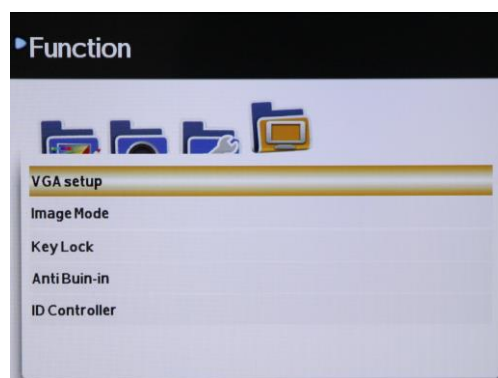 Function
VGA setup
Image Mode
Key Lock
Anti Buin-in
ID Controller